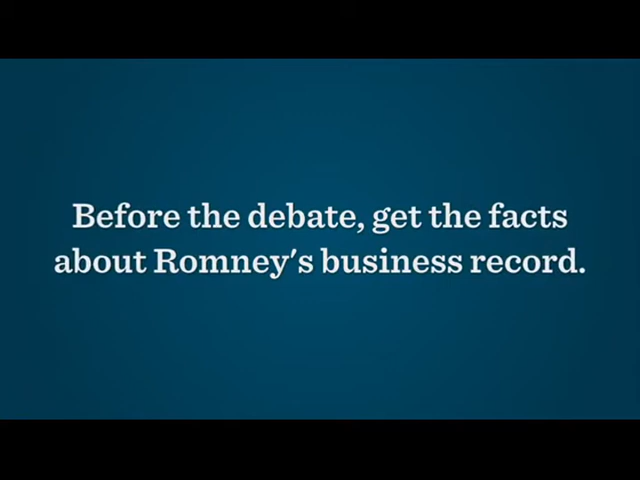 Before the debate, get the facts
about Romney's business record.